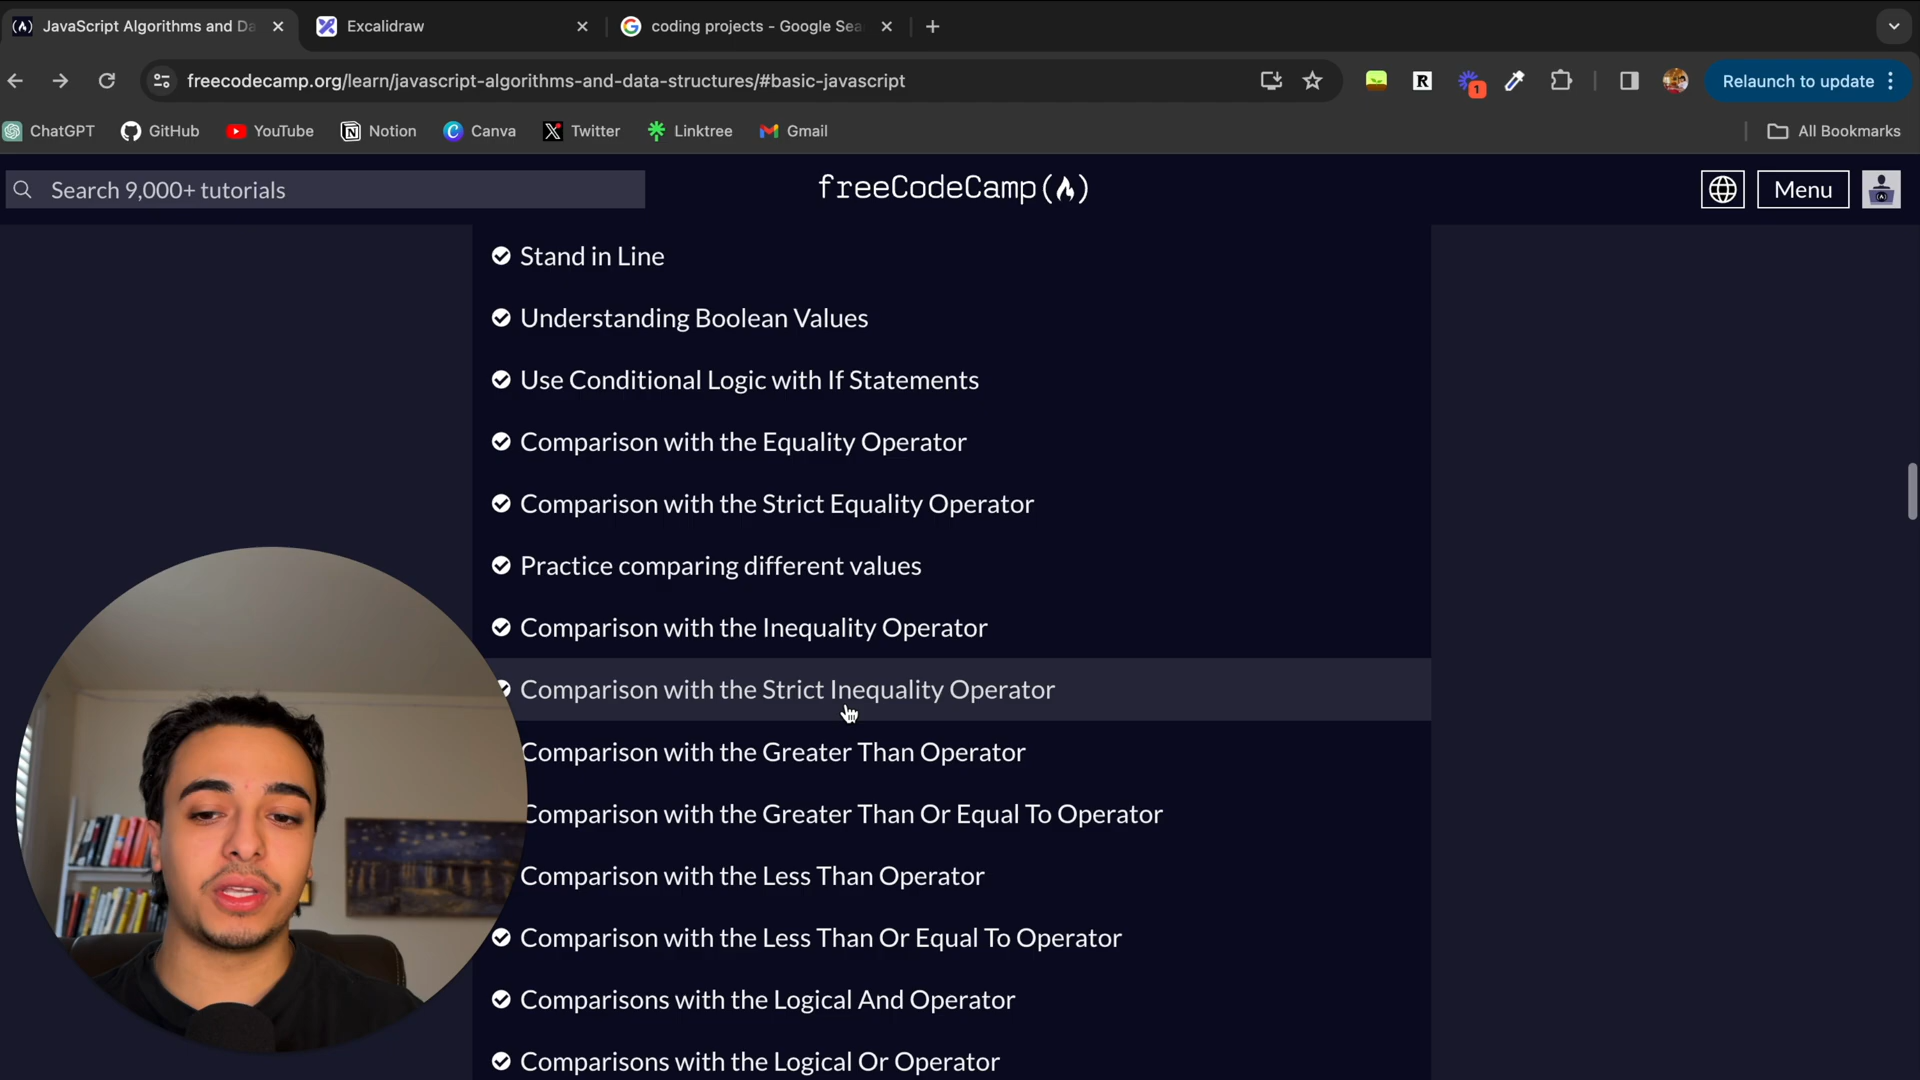 JavaScript Algorithms and Da
Excalidraw
coding projects - Google Sea
freecodecamp.org/learn/javascript-algorithms-and-data-structures/#basic-javascript
1
Relaunch to update
ChatGPT
GitHub
YouTube
Notion
Canva
Twitter
Linktree
Gmail
All Bookmarks
Search 9,000+ tutorials
freeCodeCamp
Menu
Stand in Line
Understanding Boolean Values
Use Conditional Logic with If Statements
Comparison with the Equality Operator
Comparison with the Strict Equality Operator
Practice comparing different values
Comparison with the Inequality Operator
Comparison with the Strict Inequality Operator
Comparison with the Greater Than Operator
Comparison with the Greater Than Or Equal To Operator
Comparison with the Less Than Operator
Comparison with the Less Than Or Equal To Operator
Comparisons with the Logical And Operator
Comparisons with the Logical Or Operator